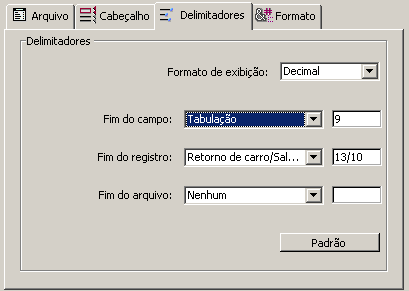 Arquivo Cabeçalho Delimitadores Formato
Delimitadores
Formato de exibição: Decimal
Fim do campo: Tabulação 9
Fim do registro: Retorno de carro/Sal... 13/10
Fim do arquivo: Nenhum
Padrão